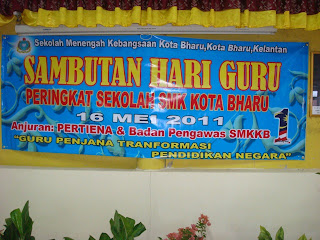 Sekolah Menengah Kebangsaan Kota Bharu, Kota Bharu, Kelantan
SAMBUTAN HARI GURU
PERINGKAT SEKOLAH SMK KOTA BHARU
16 MEI 2011
Anjuran: PERTIENA & Badan Pengawas SMKKB
"GURU PENJANA TRANFORMASI
PENDIDIKAN NEGARA"
1